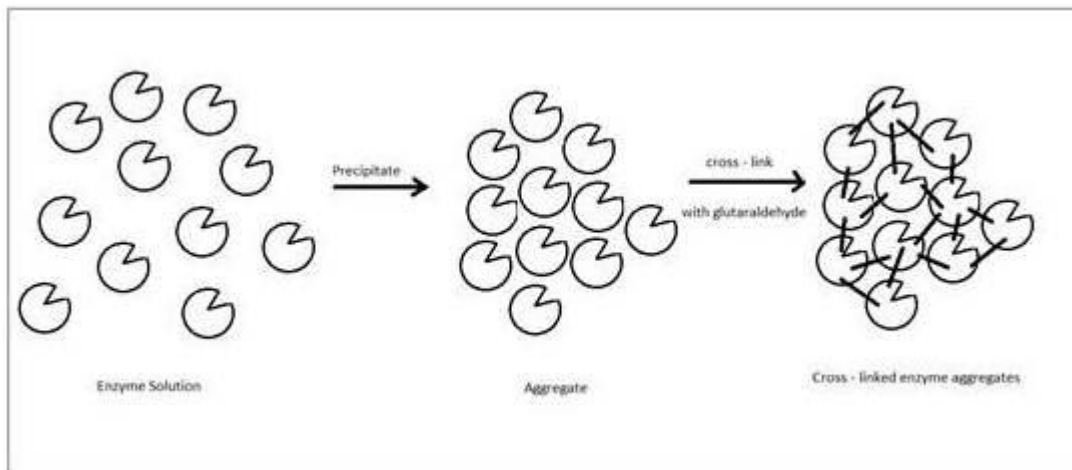 Precipitate
cross - link
with glutaraldehyde
Enzyme Solution
Aggregate
Cross - linked enzyme aggregates